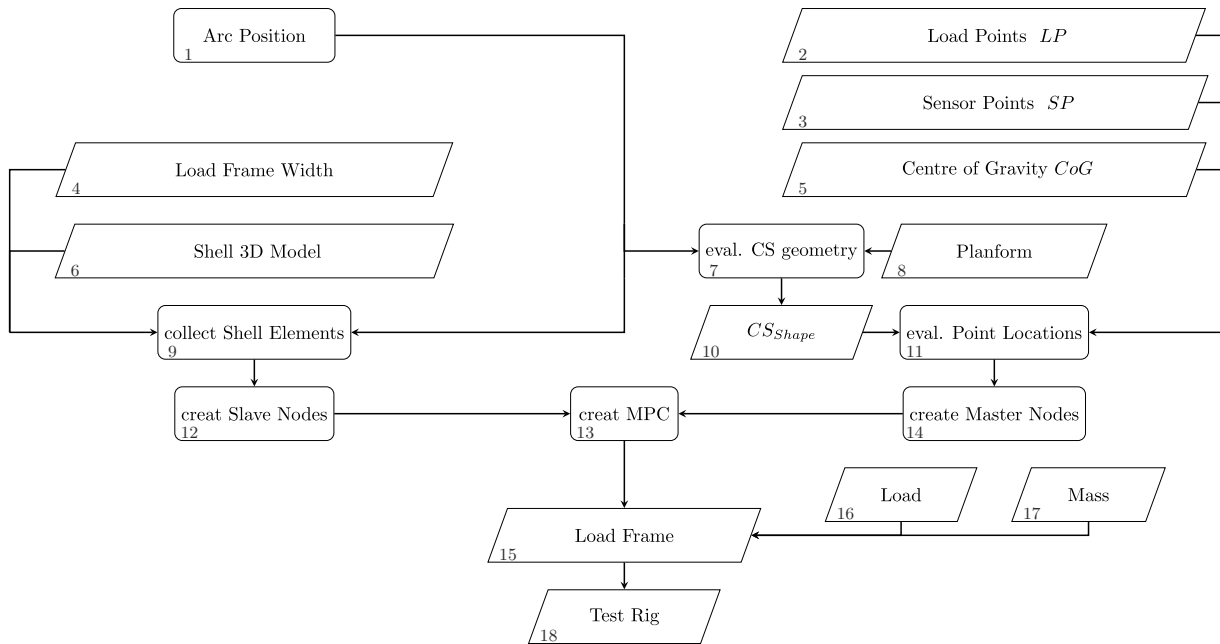 Arc Position
1
Load Points LP
2
Sensor Points SP
3
Load Frame Width
4
Centre of Gravity CoG
5
Shell 3D Model
6
eval. CS geometry
7
Planform
8
collect Shell Elements
9
CS_Shape
10
eval. Point Locations
11
creat Slave Nodes
12
creat MPC
13
create Master Nodes
14
Load
16
Mass
17
Load Frame
15
Test Rig
18